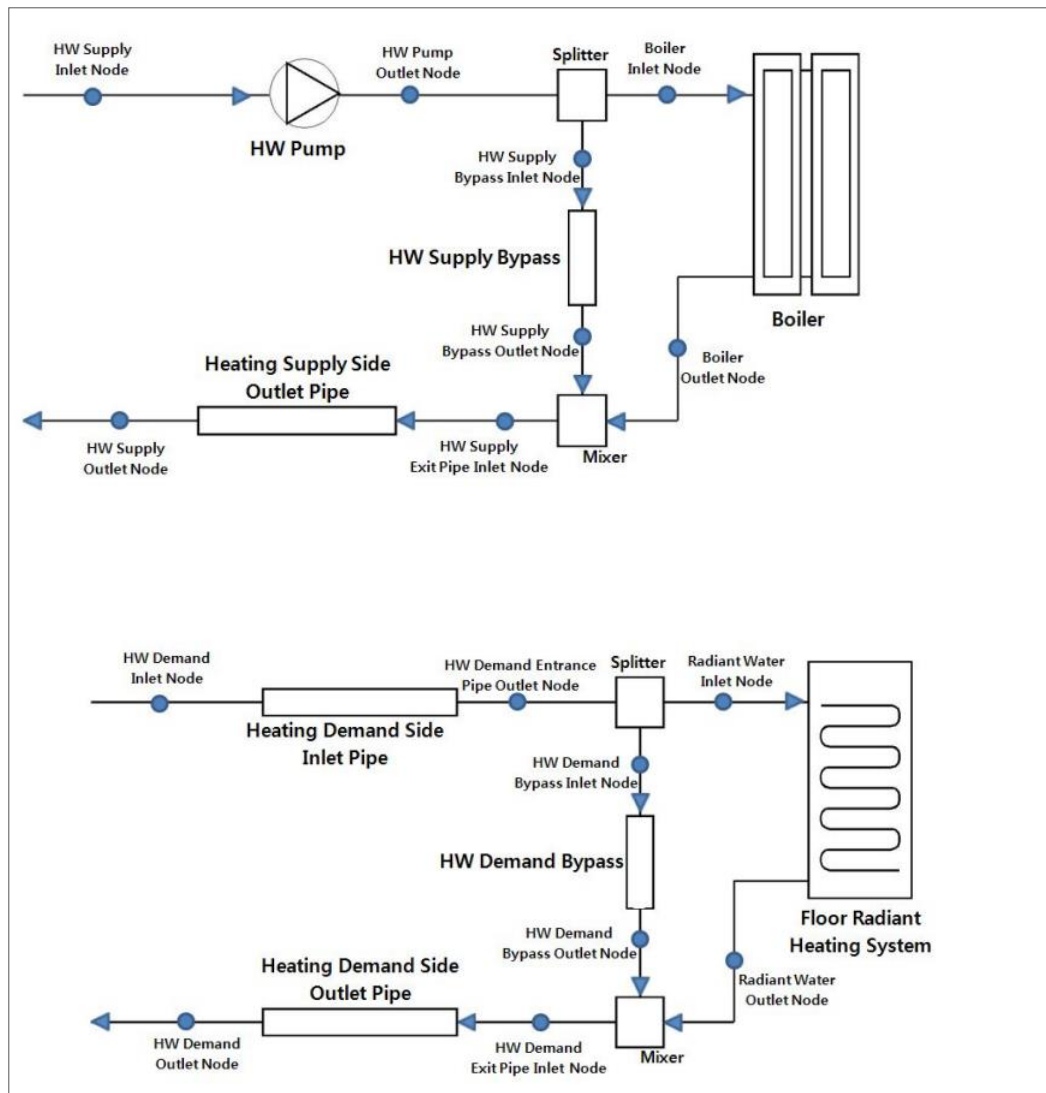 HW Supply
Inlet Node
HW Pump
Outlet Node
Splitter
Boiler
Inlet Node
HW Pump
HW Supply
Bypass Inlet Node
HW Supply Bypass
Boiler
HW Supply
Bypass Outlet Node
Boiler
Outlet Node
Heating Supply Side
Outlet Pipe
HW Supply
Outlet Node
HW Supply
Exit Pipe Inlet Node
Mixer
HW Demand
Inlet Node
HW Demand Entrance
Pipe Outlet Node
Splitter
Radiant Water
Inlet Node
Heating Demand Side
Inlet Pipe
HW Demand
Bypass Inlet Node
HW Demand Bypass
Floor Radiant
Heating System
HW Demand
Bypass Outlet Node
Radiant Water
Outlet Node
Heating Demand Side
Outlet Pipe
HW Demand
Outlet Node
HW Demand
Exit Pipe Inlet Node
Mixer